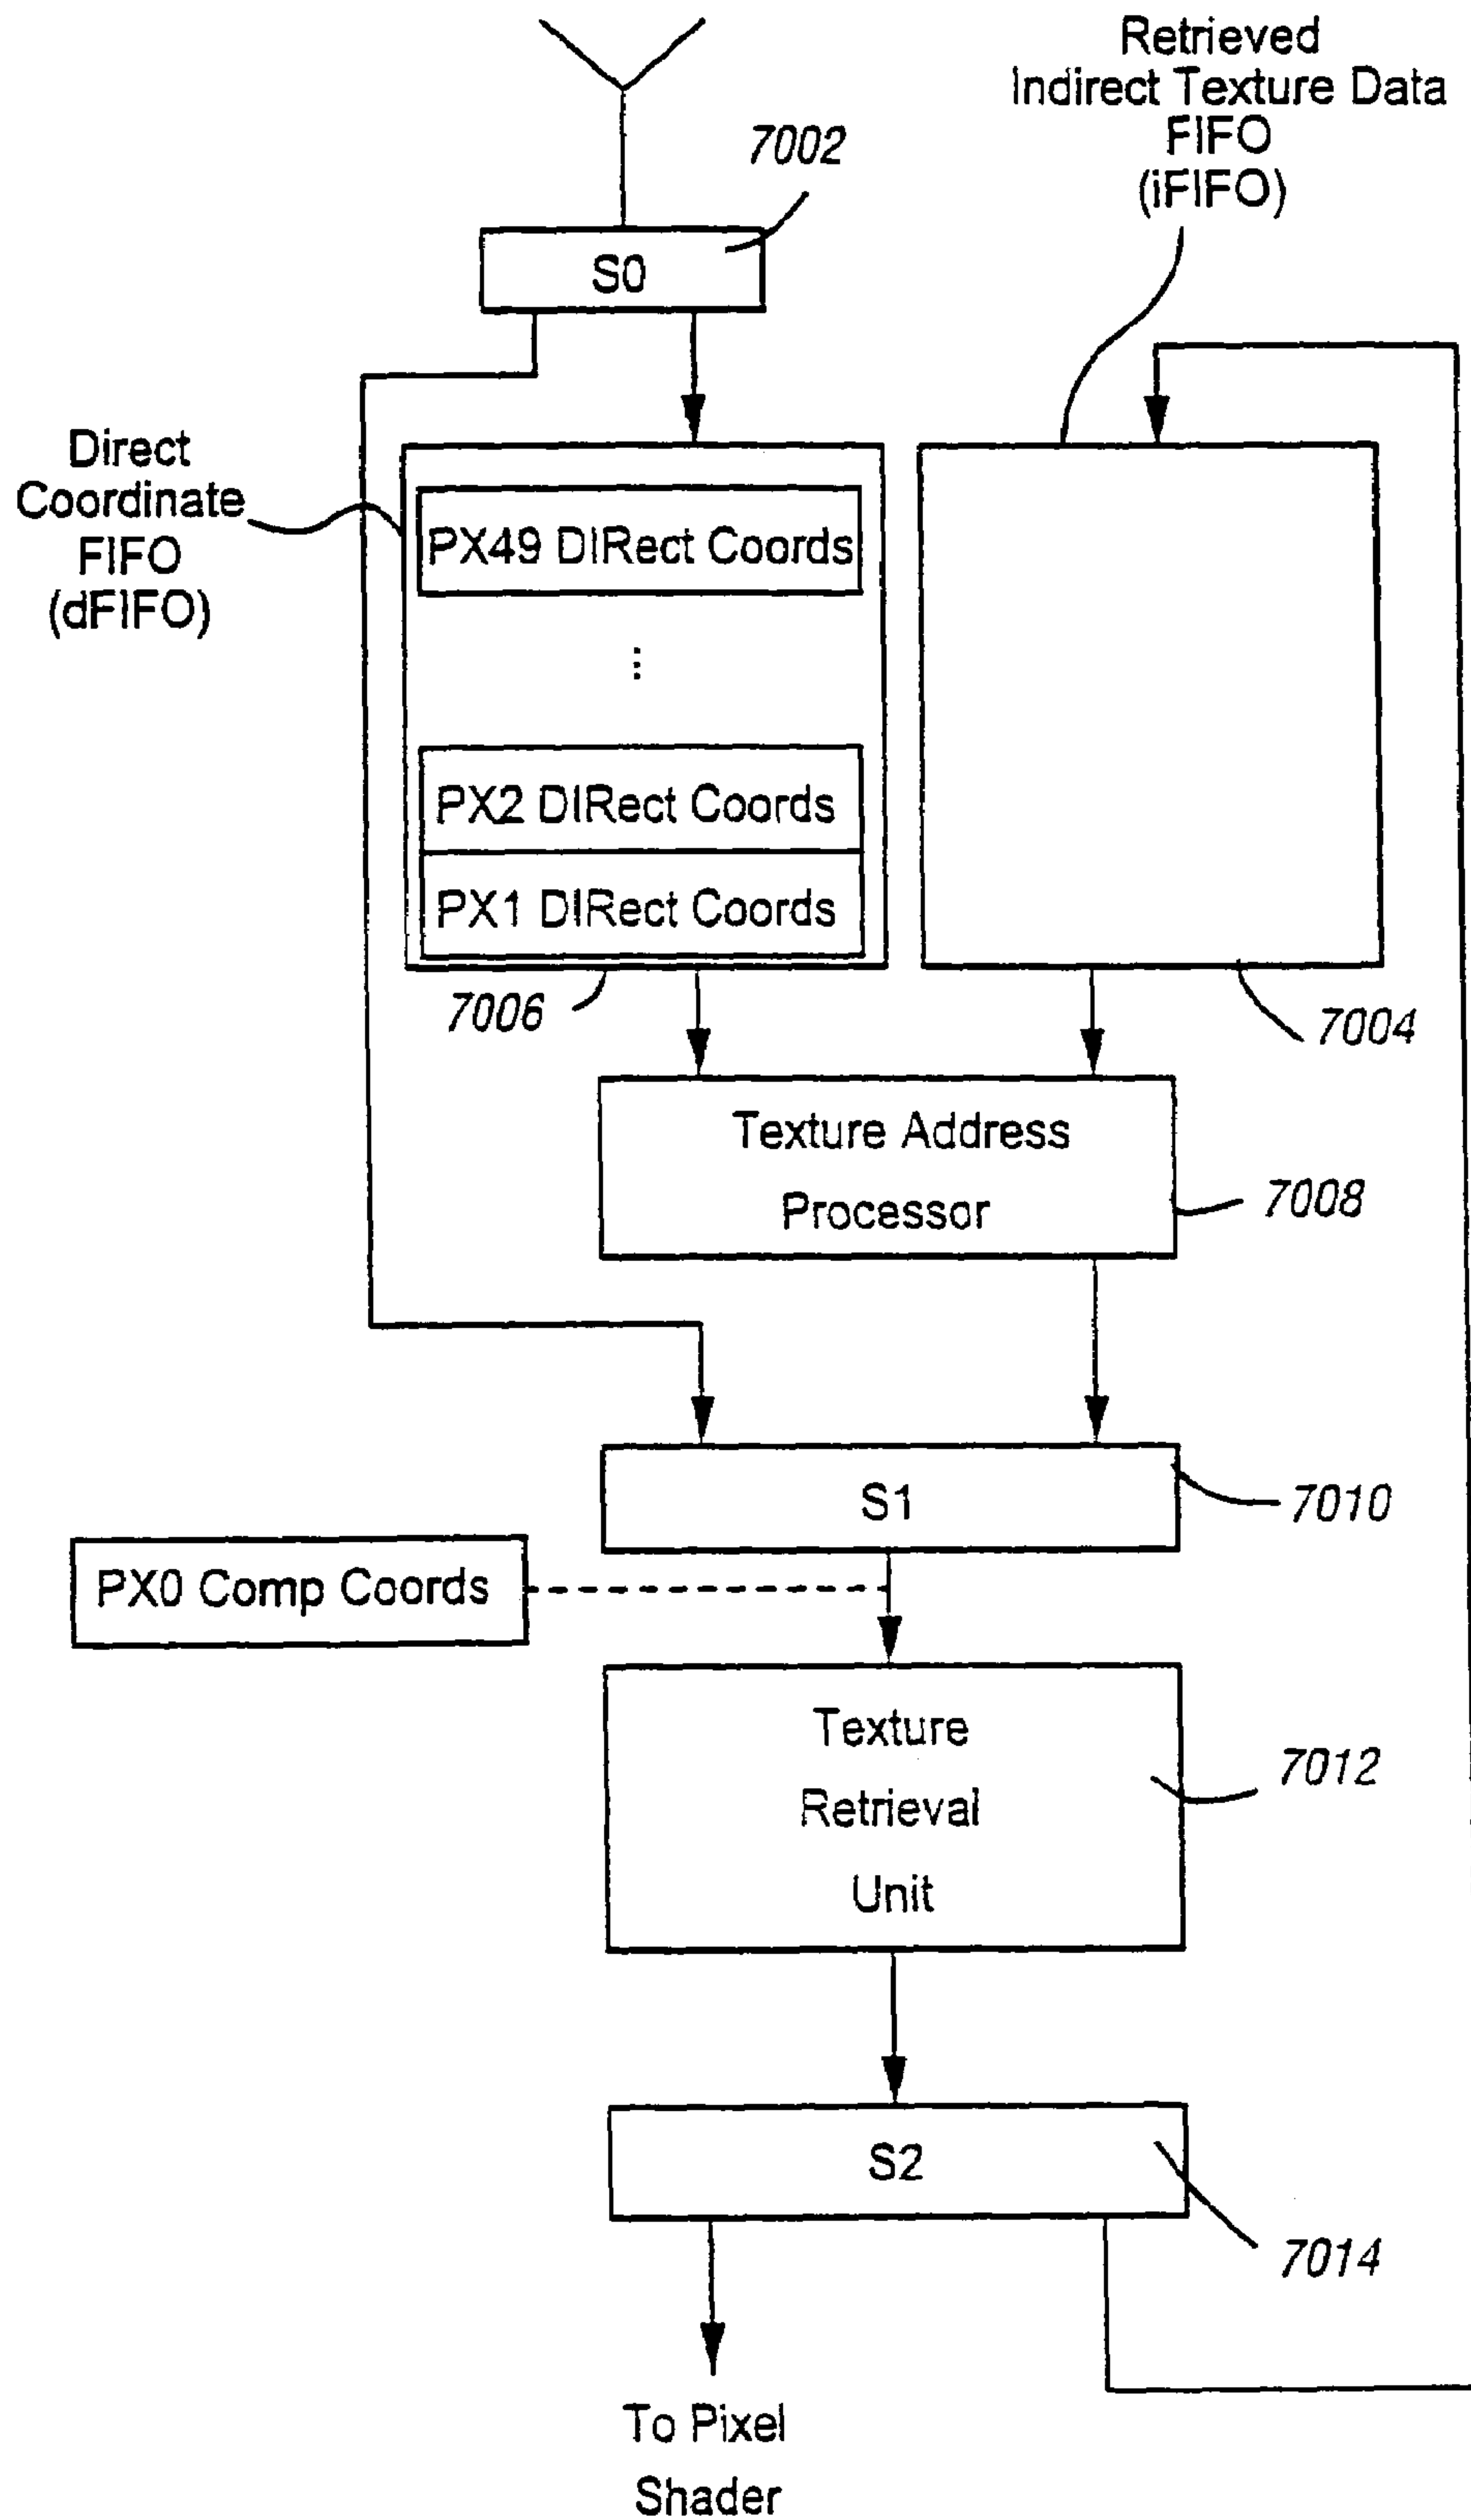 Retrieved
Indirect Texture Data
FIFO
(iFIFO)
7002
S0
Direct
Coordinate
FIFO
(dFIFO)
PX49 DIRect Coords
...
PX2 DIRect Coords
PX1 DIRect Coords
7006
7004
Texture Address
Processor
7008
S1
7010
PX0 Comp Coords
Texture
Retrieval
Unit
7012
S2
7014
To Pixel
Shader